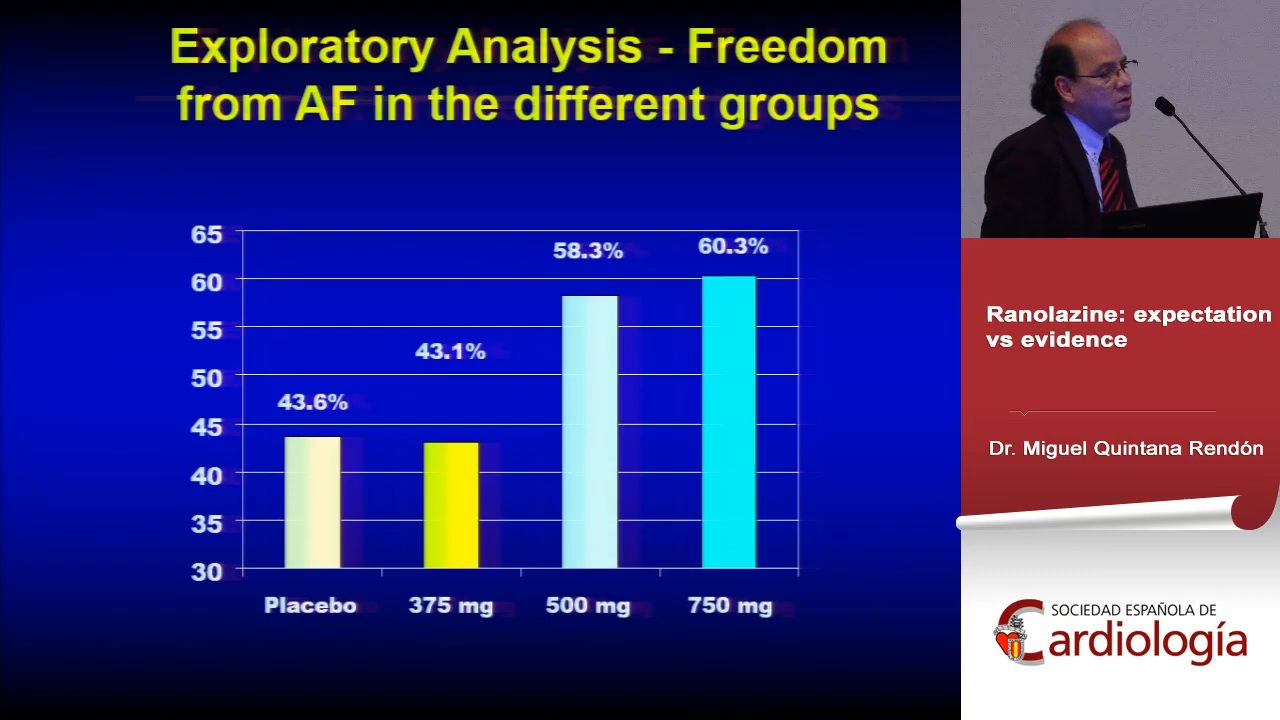 Exploratory Analysis - Freedom
from AF in the different groups
65
60
55
50
45
40
35
30
43.6%
43.1%
58.3%
60.3%
Placebo
375 mg
500 mg
750 mg
Ranolazine: expectation
vs evidence
Dr. Miguel Quintana Rendón
SOCIEDAD ESPAÑOLA DE
Cardiología